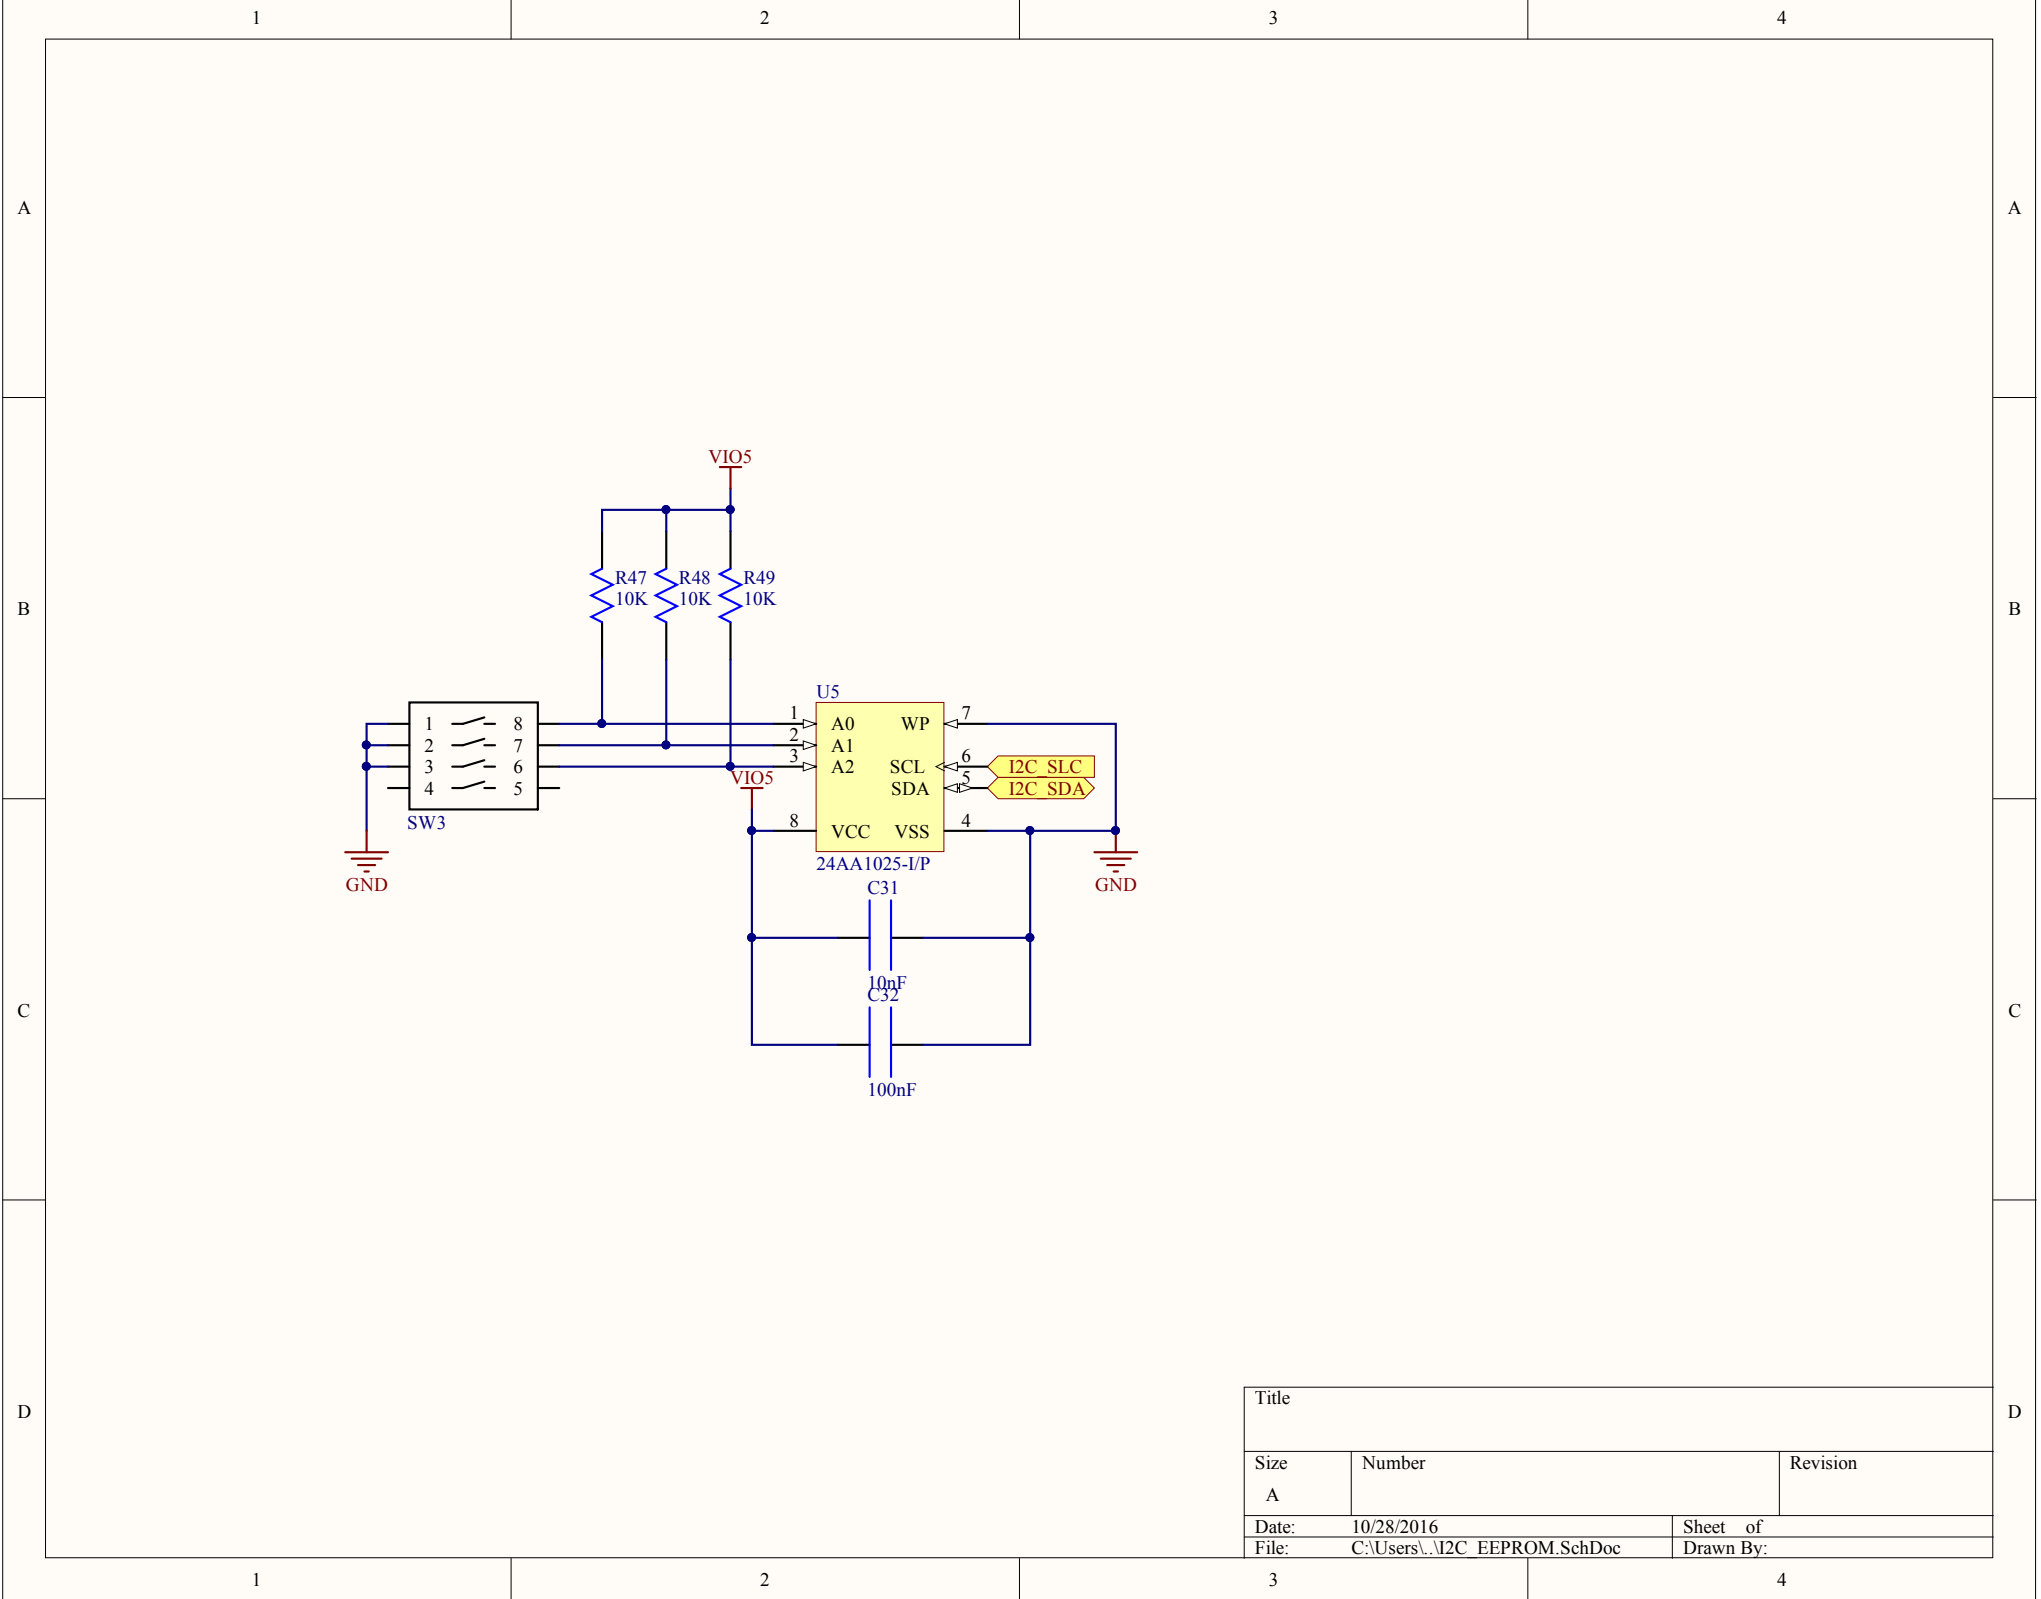 1 2 3 4
A A
VIO5
R47 R48 R49
10K 10K 10K
B B
U5
1 8 1 A0 WP 7
2 7 2 A1
3 6 3 A2 SCL 6 I2C_SLC
VIO5
4 5 SDA 5 I2C_SDA
SW3
8 VCC VSS 4
24AA1025-I/P
GND GND
C31
10nF
C32
C C
100nF
Title
D D
Size Number Revision
A
Date: 10/28/2016 Sheet of
File: C:\Users\..\I2C_EEPROM.SchDoc Drawn By:
1 2 3 4